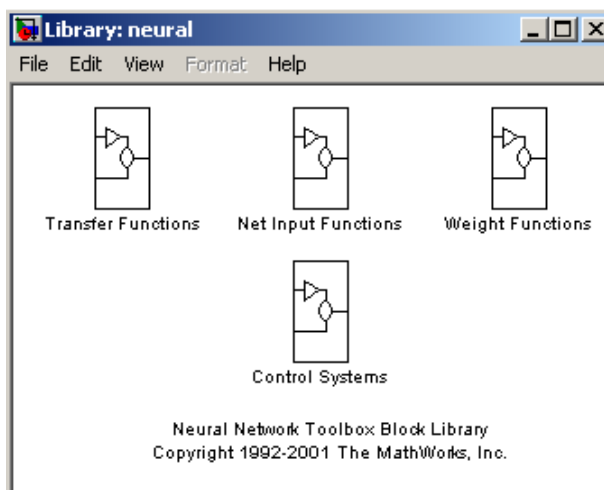 Library: neural
File Edit View Format Help
Transfer Functions Net Input Functions Weight Functions
Control Systems
Neural Network Toolbox Block Library
Copyright 1992-2001 The MathWorks, Inc.